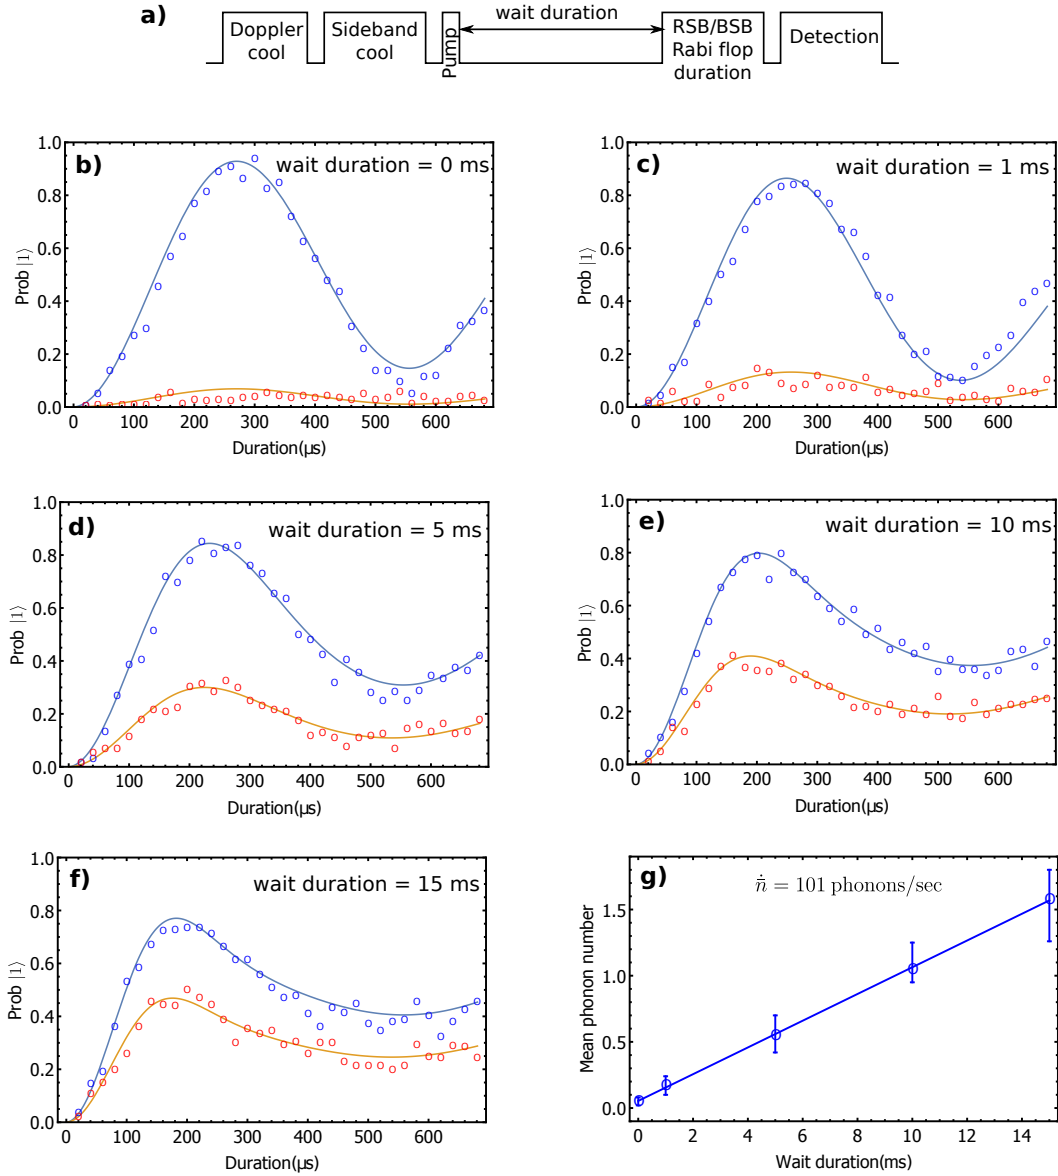 a)
Doppler
cool
Sideband
cool
Pump
wait duration
RSB/BSB
Rabi flop
duration
Detection
b)
wait duration = 0 ms
Prob |1⟩
1.0
0.8
0.6
0.4
0.2
0.0
0 100 200 300 400 500 600
Duration(μs)
c)
wait duration = 1 ms
Prob |1⟩
1.0
0.8
0.6
0.4
0.2
0.0
0 100 200 300 400 500 600
Duration(μs)
d)
wait duration = 5 ms
Prob |1⟩
1.0
0.8
0.6
0.4
0.2
0.0
0 100 200 300 400 500 600
Duration(μs)
e)
wait duration = 10 ms
Prob |1⟩
1.0
0.8
0.6
0.4
0.2
0.0
0 100 200 300 400 500 600
Duration(μs)
f)
wait duration = 15 ms
Prob |1⟩
1.0
0.8
0.6
0.4
0.2
0.0
0 100 200 300 400 500 600
Duration(μs)
g)
$\dot{\bar{n}}$ = 101 phonons/sec
Mean phonon number
1.5
1.0
0.5
0.0
0 2 4 6 8 10 12 14
Wait duration(ms)